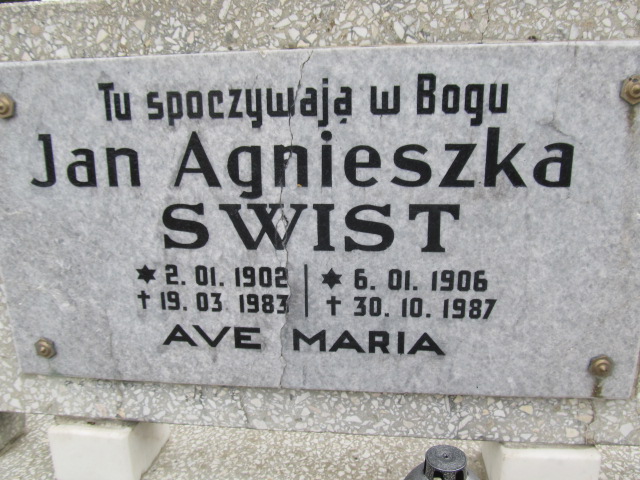 Tu spoczywają w Bogu
Jan Agnieszka
SWIST
✶ 2. 01. 1902 | ✶ 6. 01. 1906
† 19. 03. 1983 | † 30. 10. 1987
AVE MARIA